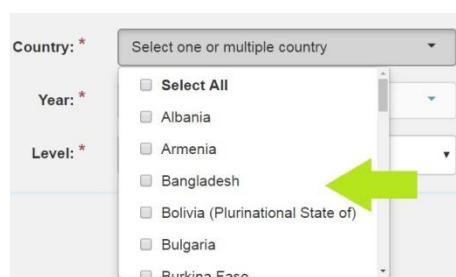 Country: * Select one or multiple country
Select All
Year: *
Albania
Level: * Armenia
Bangladesh
Bolivia (Plurinational State of)
Bulgaria
Burkina Faso